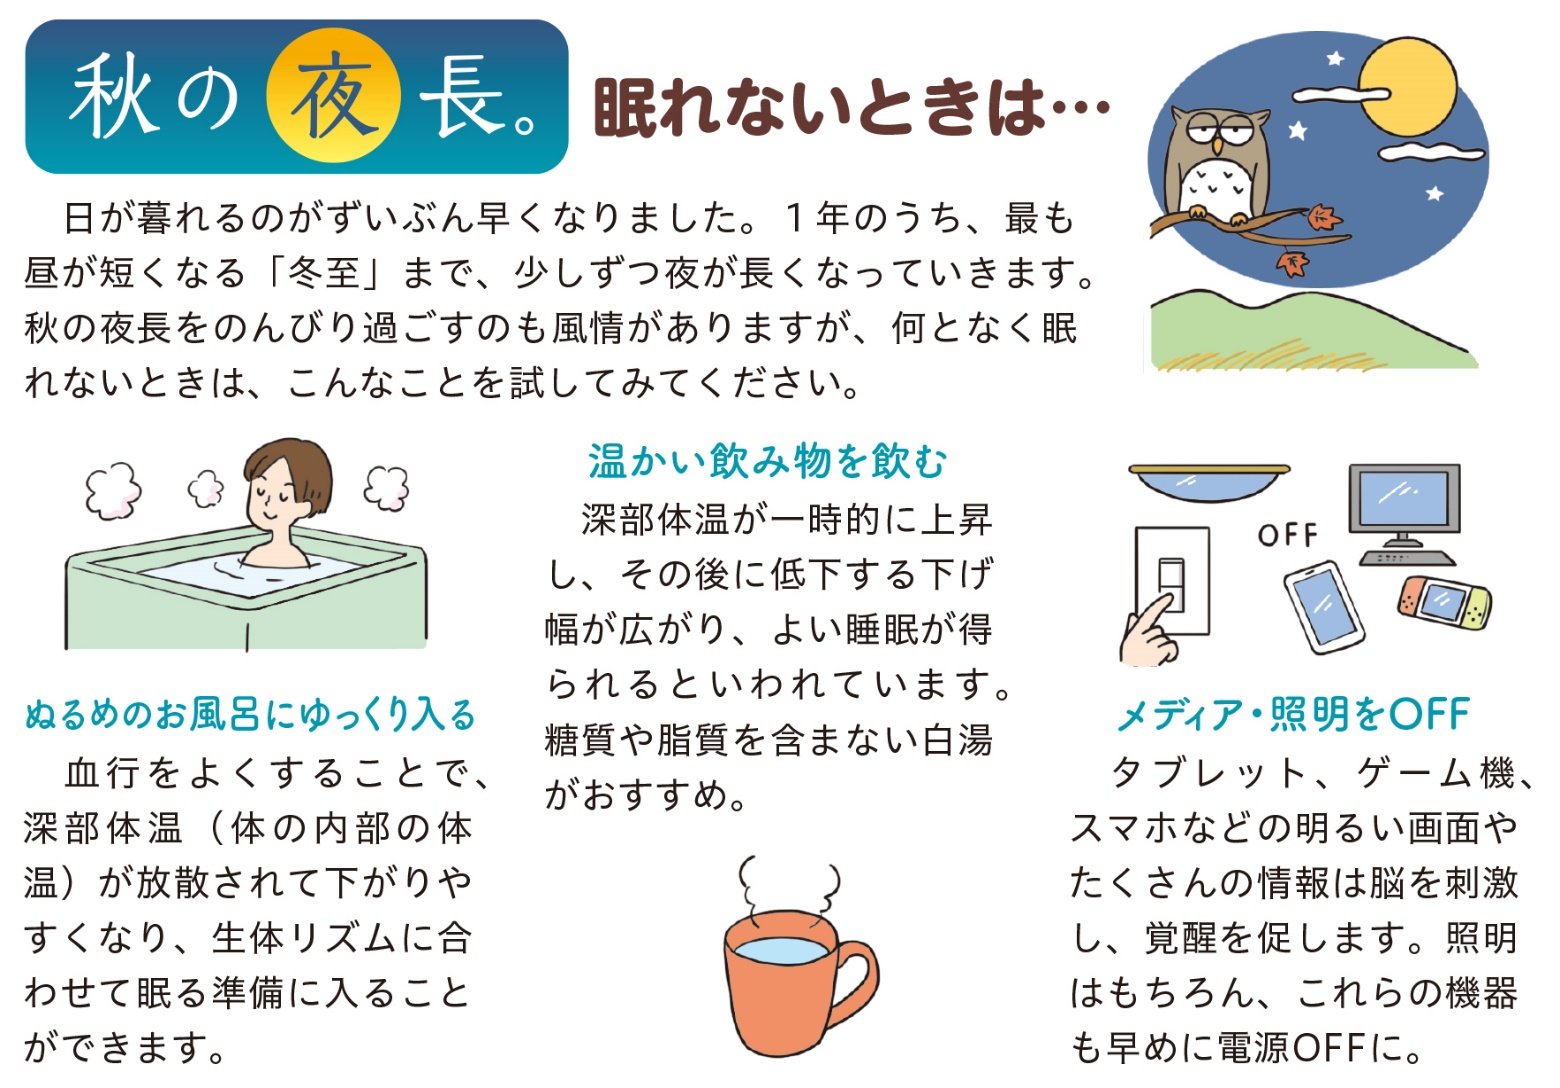 秋の夜長。
眠れないときは…
日が暮れるのがずいぶん早くなりました。1年のうち、最も
昼が短くなる「冬至」まで、少しずつ夜が長くなっていきます。
秋の夜長をのんびり過ごすのも風情がありますが、何となく眠
れないときは、こんなことを試してみてください。
ぬるめのお風呂にゆっくり入る
血行をよくすることで、
深部体温（体の内部の体
温）が放散されて下がりや
すくなり、生体リズムに合
わせて眠る準備に入ること
ができます。
温かい飲み物を飲む
深部体温が一時的に上昇
し、その後に低下する下げ
幅が広がり、よい睡眠が得
られるといわれています。
糖質や脂質を含まない白湯
がおすすめ。
OFF
メディア・照明をOFF
タブレット、ゲーム機、
スマホなどの明るい画面や
たくさんの情報は脳を刺激
し、覚醒を促します。照明
はもちろん、これらの機器
も早めに電源OFFに。